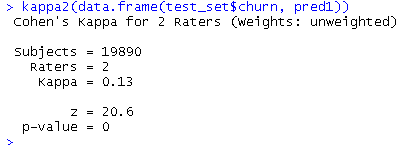 > kappa2(data.frame(test_set$churn, pred1))
Cohen's Kappa for 2 Raters (Weights: unweighted)
Subjects = 19890
Raters = 2
Kappa = 0.13
z = 20.6
p-value = 0
>